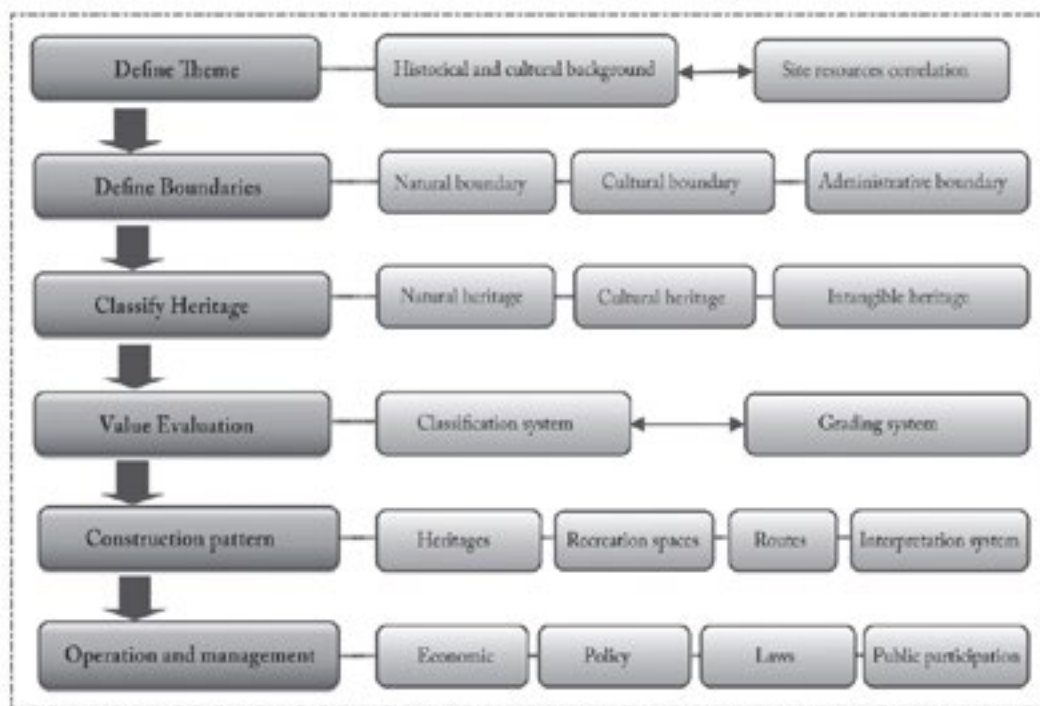 Define Theme
Historical and cultural background
Site resources correlation
Define Boundaries
Natural boundary
Cultural boundary
Administrative boundary
Classify Heritage
Natural heritage
Cultural heritage
Intangible heritage
Value Evaluation
Classification system
Grading system
Construction pattern
Heritages
Recreation spaces
Routes
Interpretation system
Operation and management
Economic
Policy
Laws
Public participation